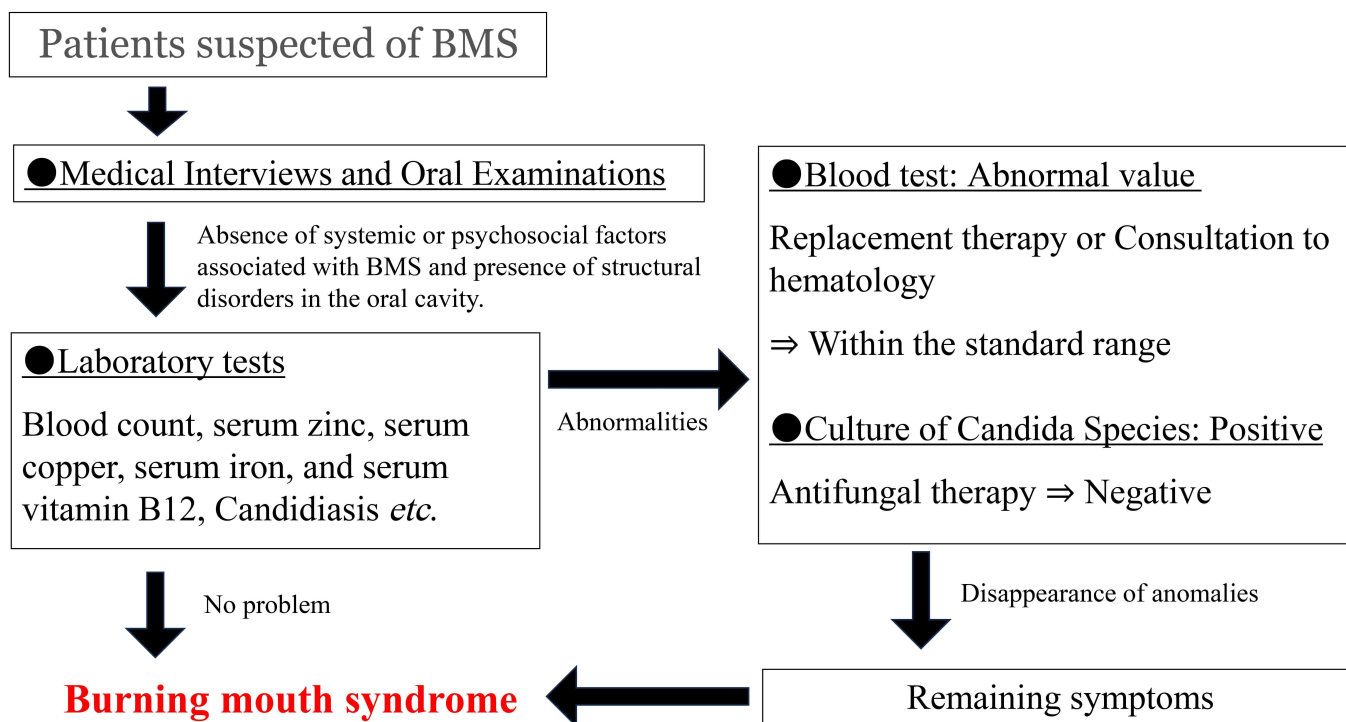 Patients suspected of BMS
●Medical Interviews and Oral Examinations
Absence of systemic or psychosocial factors
associated with BMS and presence of structural
disorders in the oral cavity.
●Laboratory tests
Blood count, serum zinc, serum
copper, serum iron, and serum
vitamin B12, Candidiasis etc.
Abnormalities
●Blood test: Abnormal value
Replacement therapy or Consultation to
hematology
⇒ Within the standard range
●Culture of Candida Species: Positive
Antifungal therapy ⇒ Negative
No problem
Disappearance of anomalies
Burning mouth syndrome
Remaining symptoms